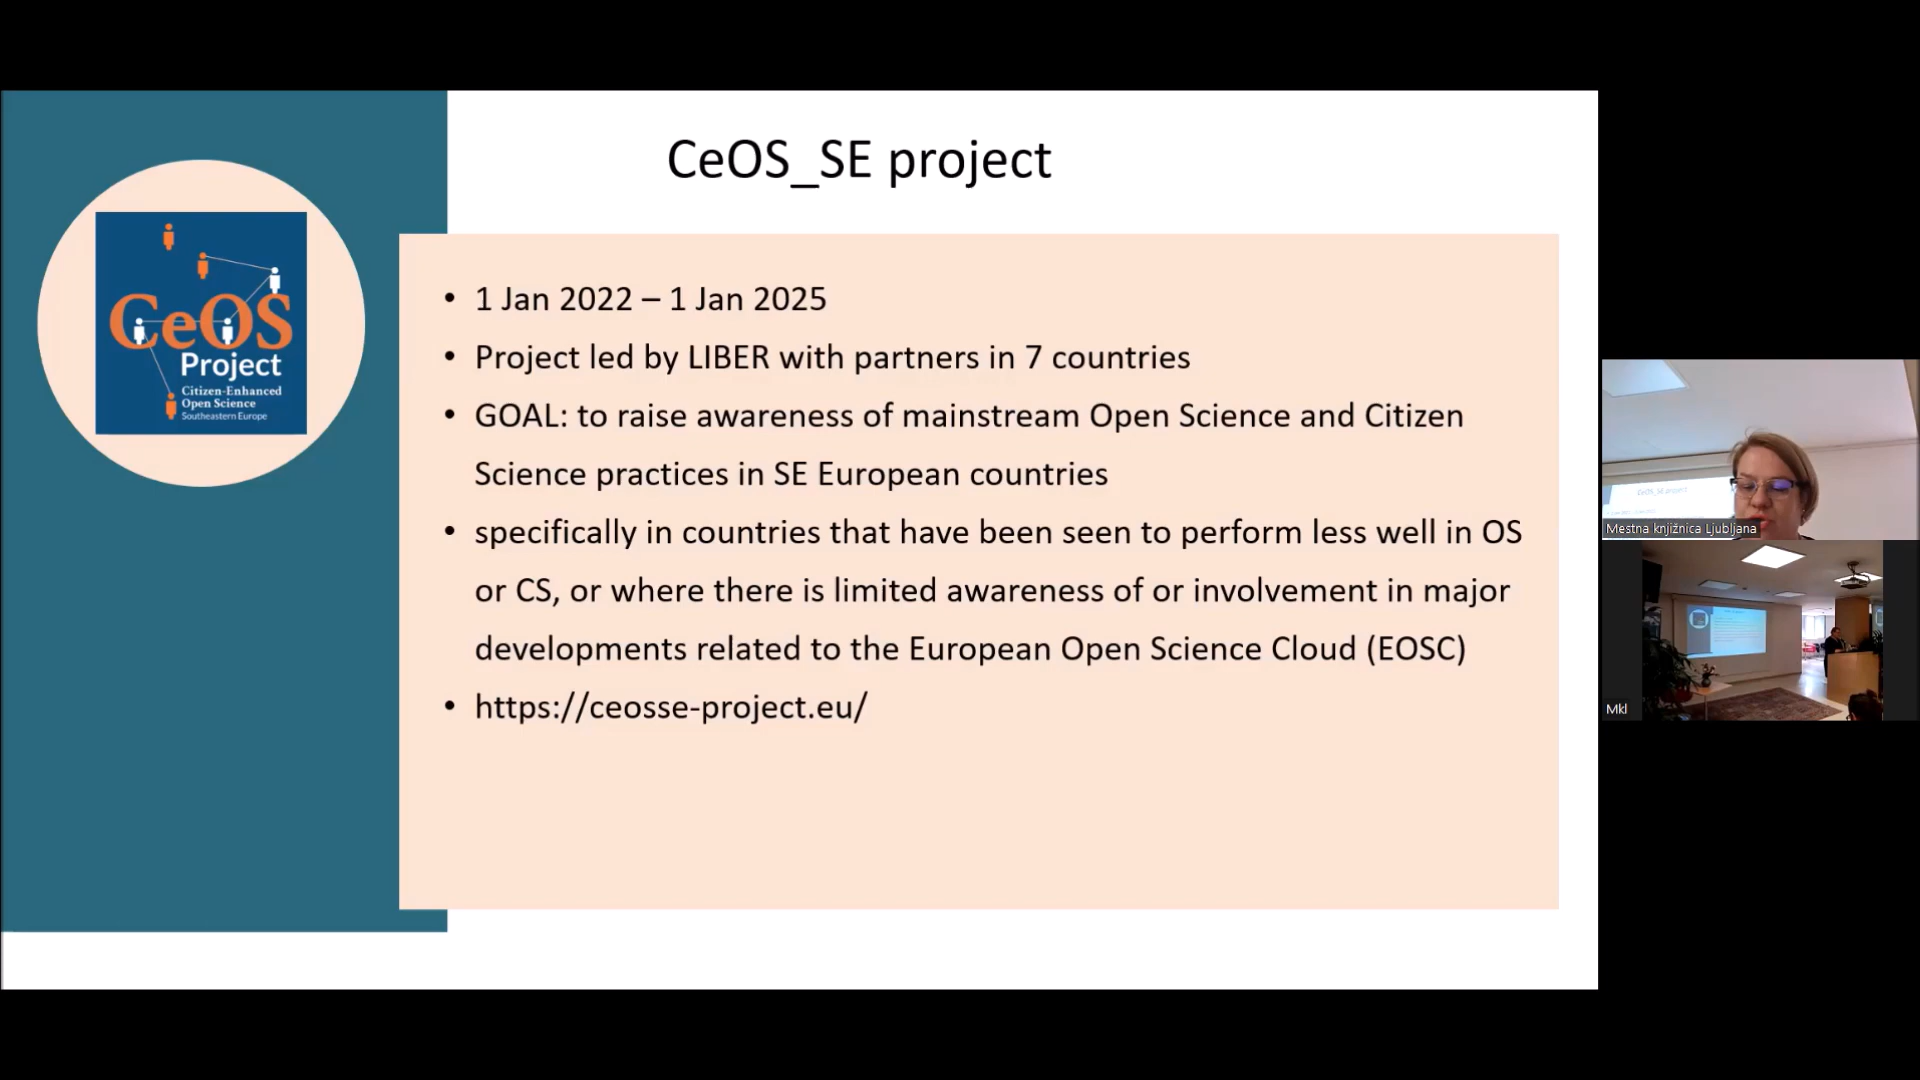 CeOS_SE project
CeOS
Project
Citizen-Enhanced
Open Science
Southeastern Europe
• 1 Jan 2022 – 1 Jan 2025
• Project led by LIBER with partners in 7 countries
• GOAL: to raise awareness of mainstream Open Science and Citizen
Science practices in SE European countries
• specifically in countries that have been seen to perform less well in OS
or CS, or where there is limited awareness of or involvement in major
developments related to the European Open Science Cloud (EOSC)
• https://ceosse-project.eu/
CeOS_SE project
Mestna knjižnica Ljubljana
Mkl